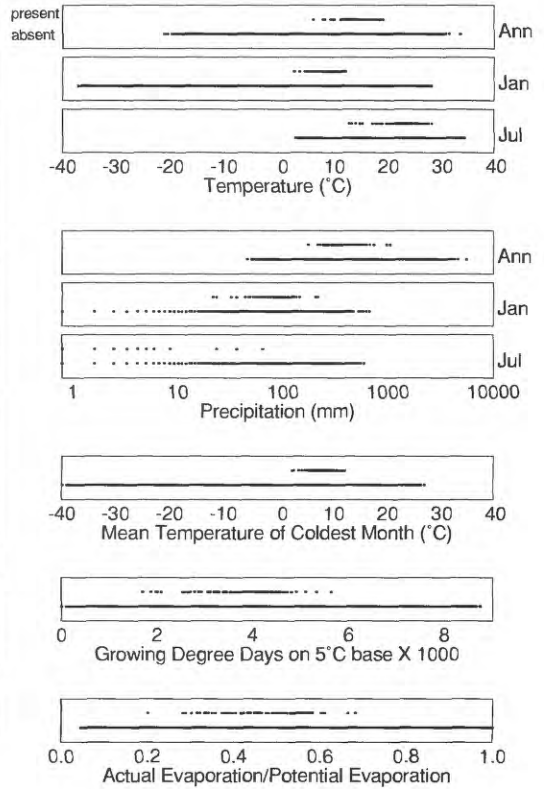 present
absent
Ann
Jan
Jul
-40 -30 -20 -10 0 10 20 30 40
Temperature (˚C)
Ann
Jan
Jul
1 10 100 1000 10000
Precipitation (mm)
-40 -30 -20 -10 0 10 20 30 40
Mean Temperature of Coldest Month (˚C)
0 2 4 6 8
Growing Degree Days on 5˚C base X 1000
0.0 0.2 0.4 0.6 0.8 1.0
Actual Evaporation/Potential Evaporation